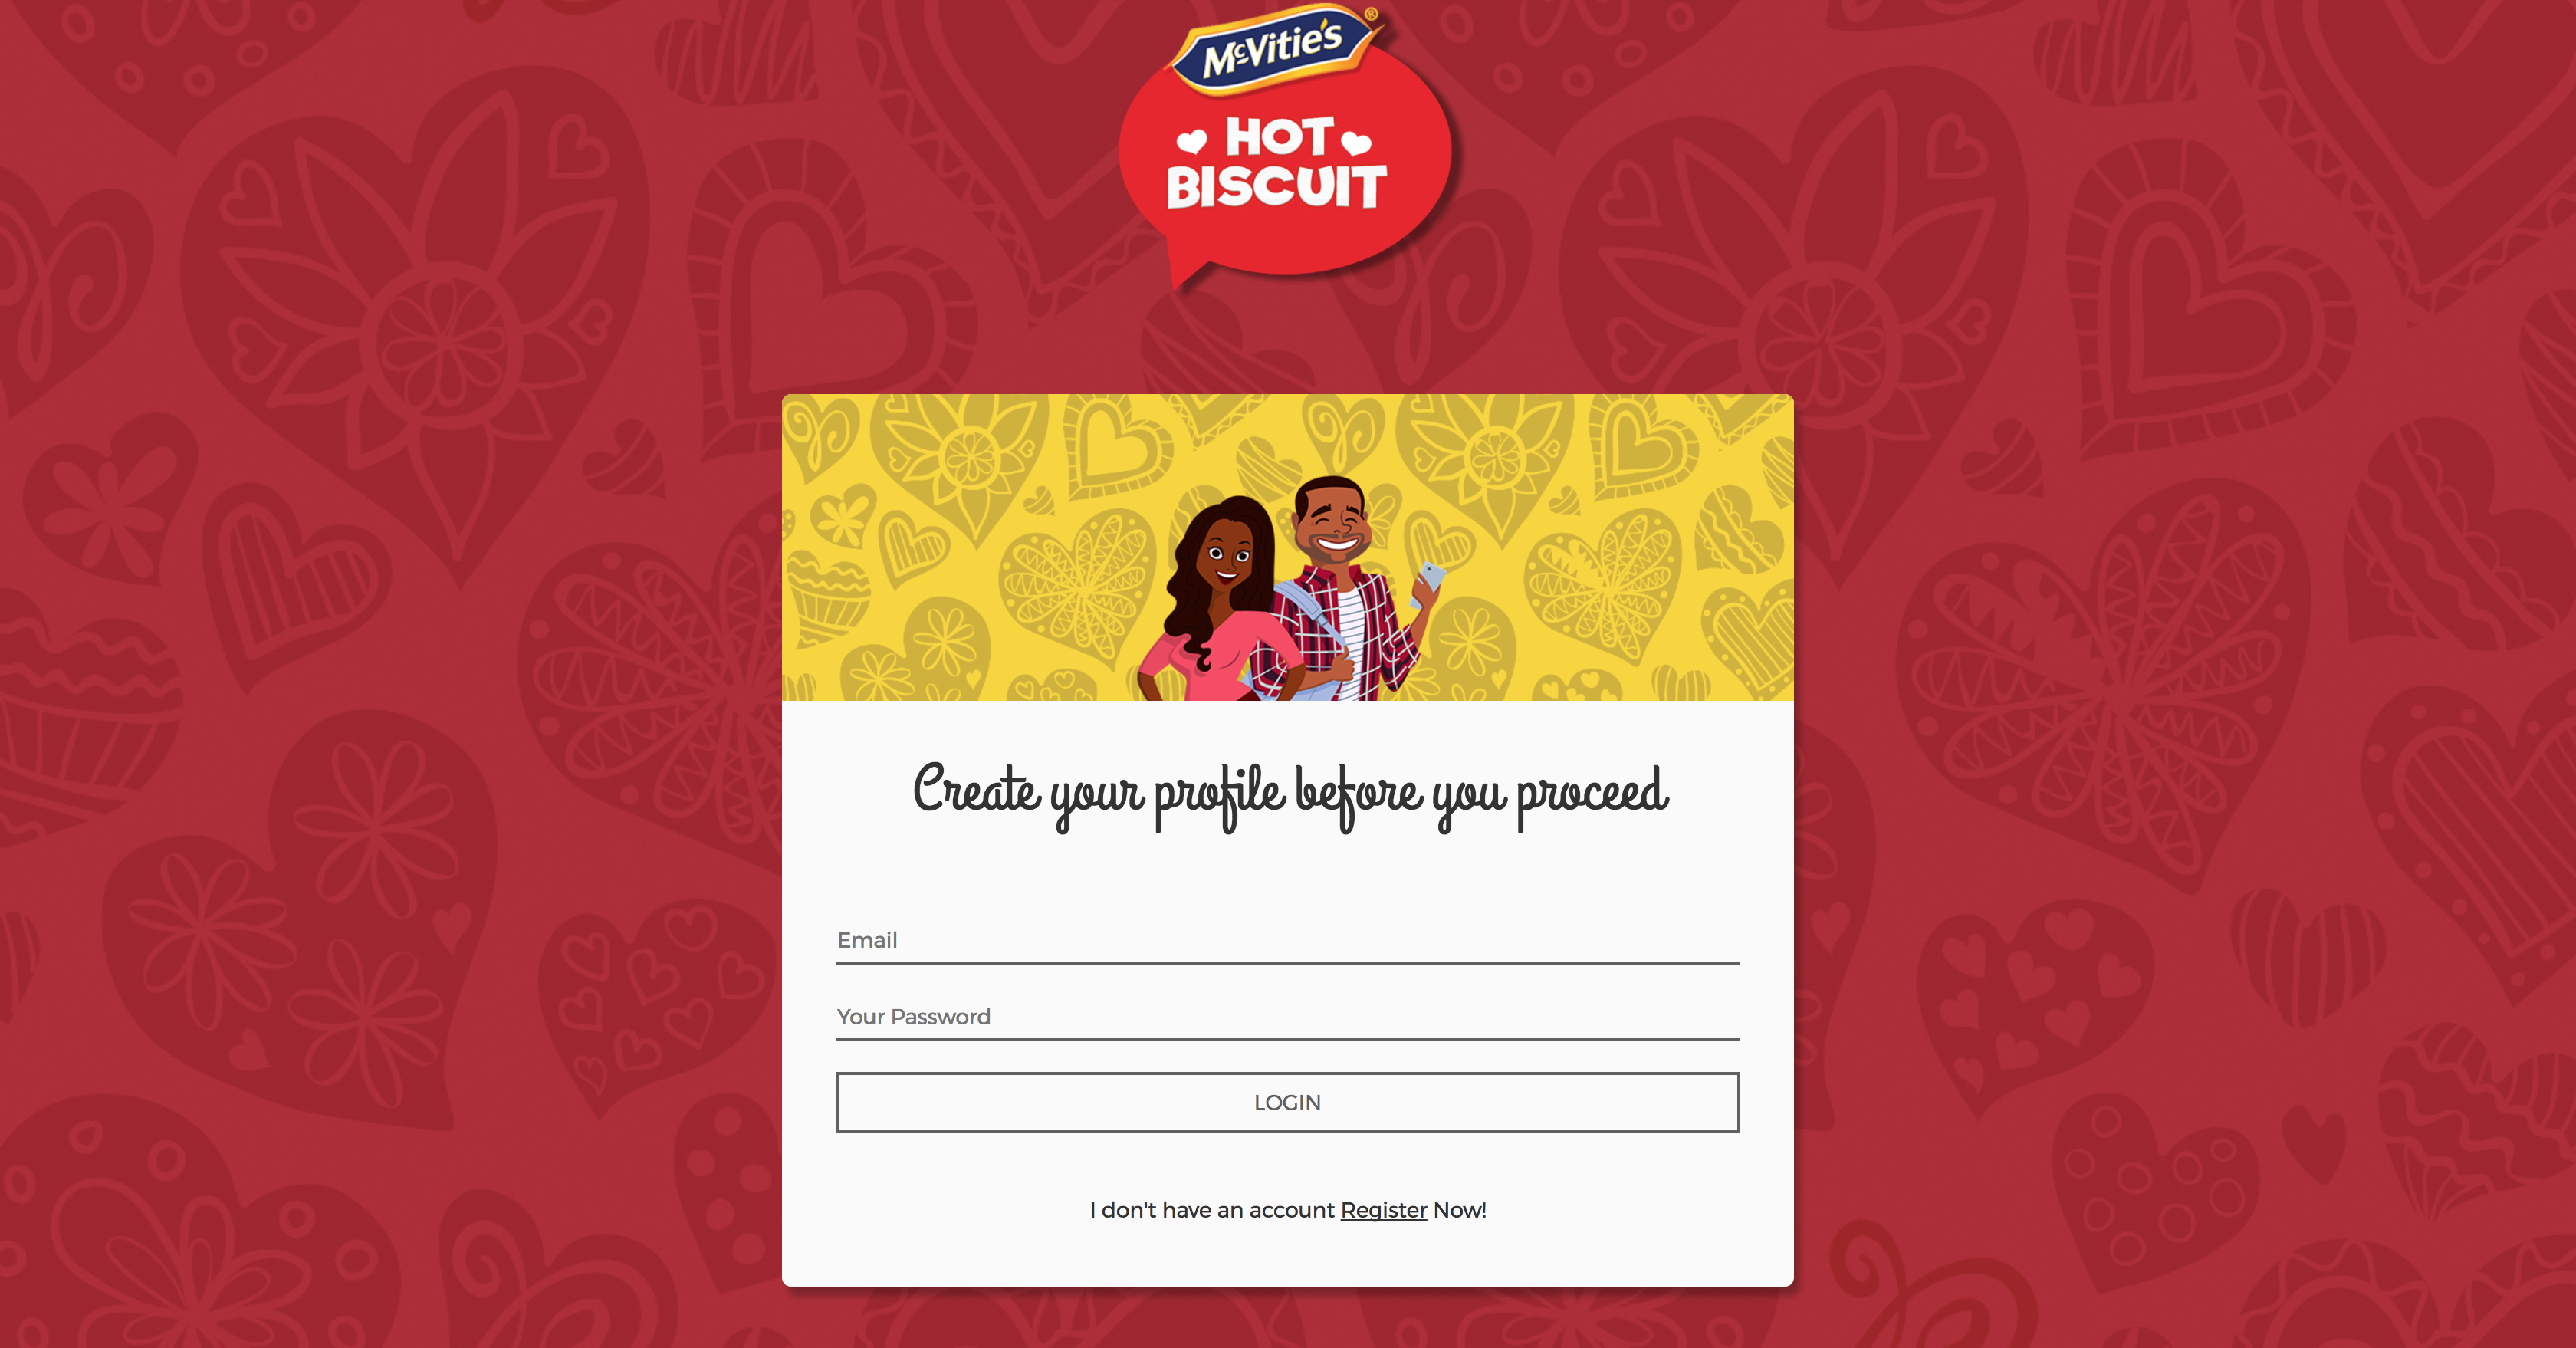 McVitie's®
HOT
BISCUIT
Create your profile before you proceed
Email
Your Password
LOGIN
I don't have an account Register Now!